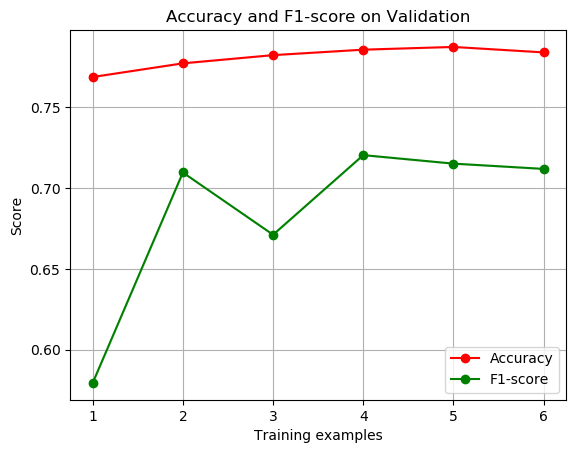 Accuracy and F1-score on Validation
Score
0.75
0.70
0.65
0.60
Accuracy
F1-score
1 2 3 4 5 6
Training examples